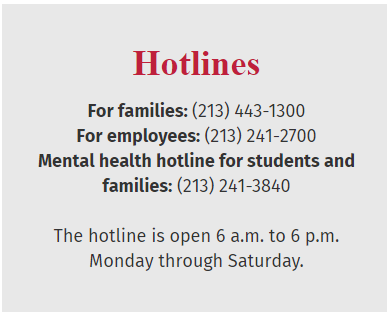 Hotlines
For families: (213) 443-1300
For employees: (213) 241-2700
Mental health hotline for students and
families: (213) 241-3840
The hotline is open 6 a.m. to 6 p.m.
Monday through Saturday.